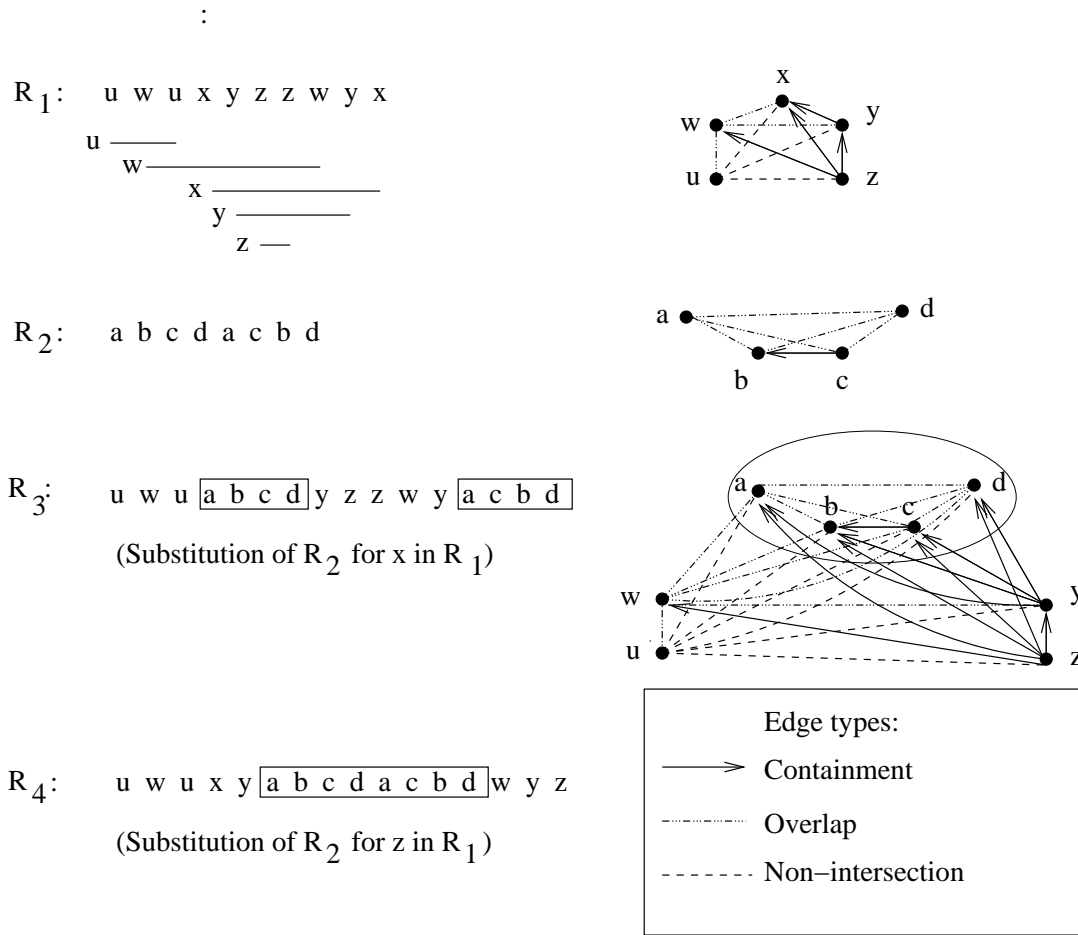 :
R1: u w u x y z z w y x
u
w
x
y
z
x
w y
u z
R2: a b c d a c b d
a d
b c
R3: u w u a b c d y z z w y a c b d
(Substitution of R2 for x in R1)
a d
b c
w y
u z
R4: u w u x y a b c d a c b d w y z
(Substitution of R2 for z in R1)
Edge types:
Containment
Overlap
Non−intersection